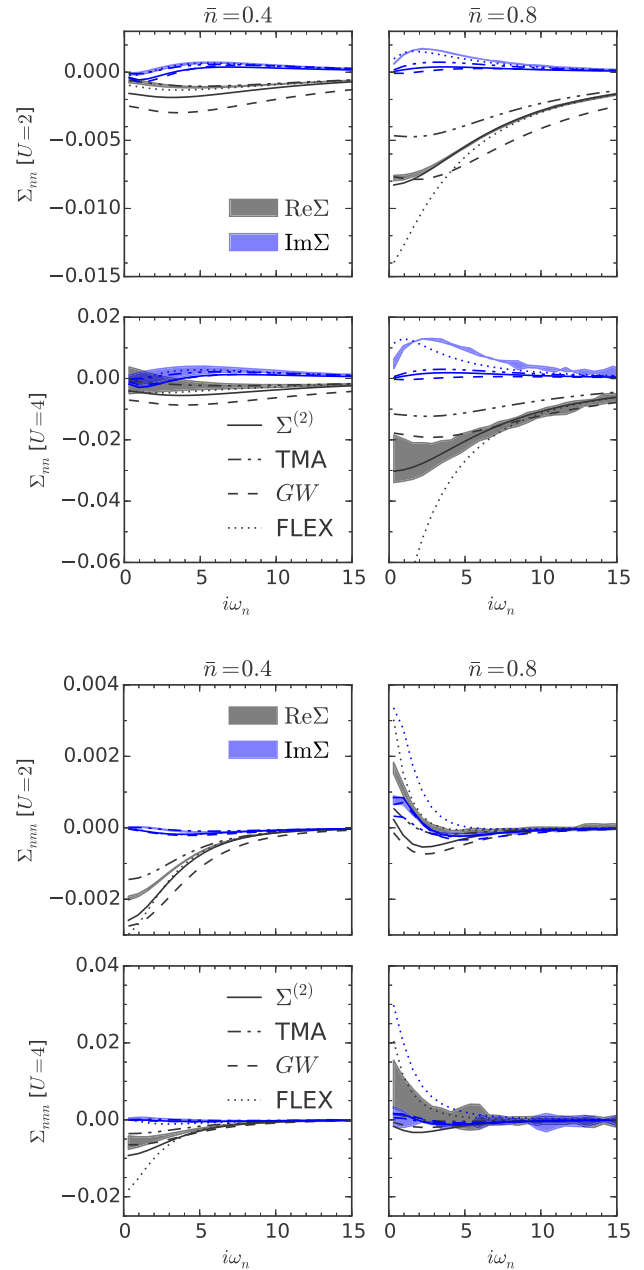 n̄=0.4 n̄=0.8
0.000
−0.005
−0.010
−0.015
Σnn [U=2]
ReΣ
ImΣ
0.02
0.00
−0.02
−0.04
−0.06
Σnn [U=4]
Σ(2)
TMA
GW
FLEX
0 5 10 15 0 5 10 15
iωn iωn
n̄=0.4 n̄=0.8
0.004
0.002
0.000
−0.002
Σnnn [U=2]
ReΣ
ImΣ
0.04
0.02
0.00
−0.02
Σnnn [U=4]
Σ(2)
TMA
GW
FLEX
0 5 10 15 0 5 10 15
iωn iωn